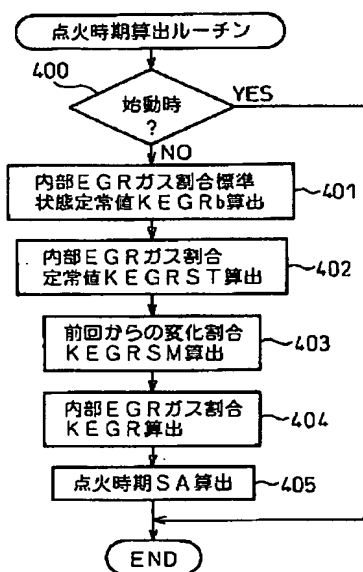 点火時期算出ルーチン
400
始動時
?
YES
NO
内部EGRガス割合標準
状態定常値KEGRb算出
401
内部EGRガス割合
定常値KEGRST算出
402
前回からの変化割合
KEGRSM算出
403
内部EGRガス割合
KEGR算出
404
点火時期SA算出
405
END